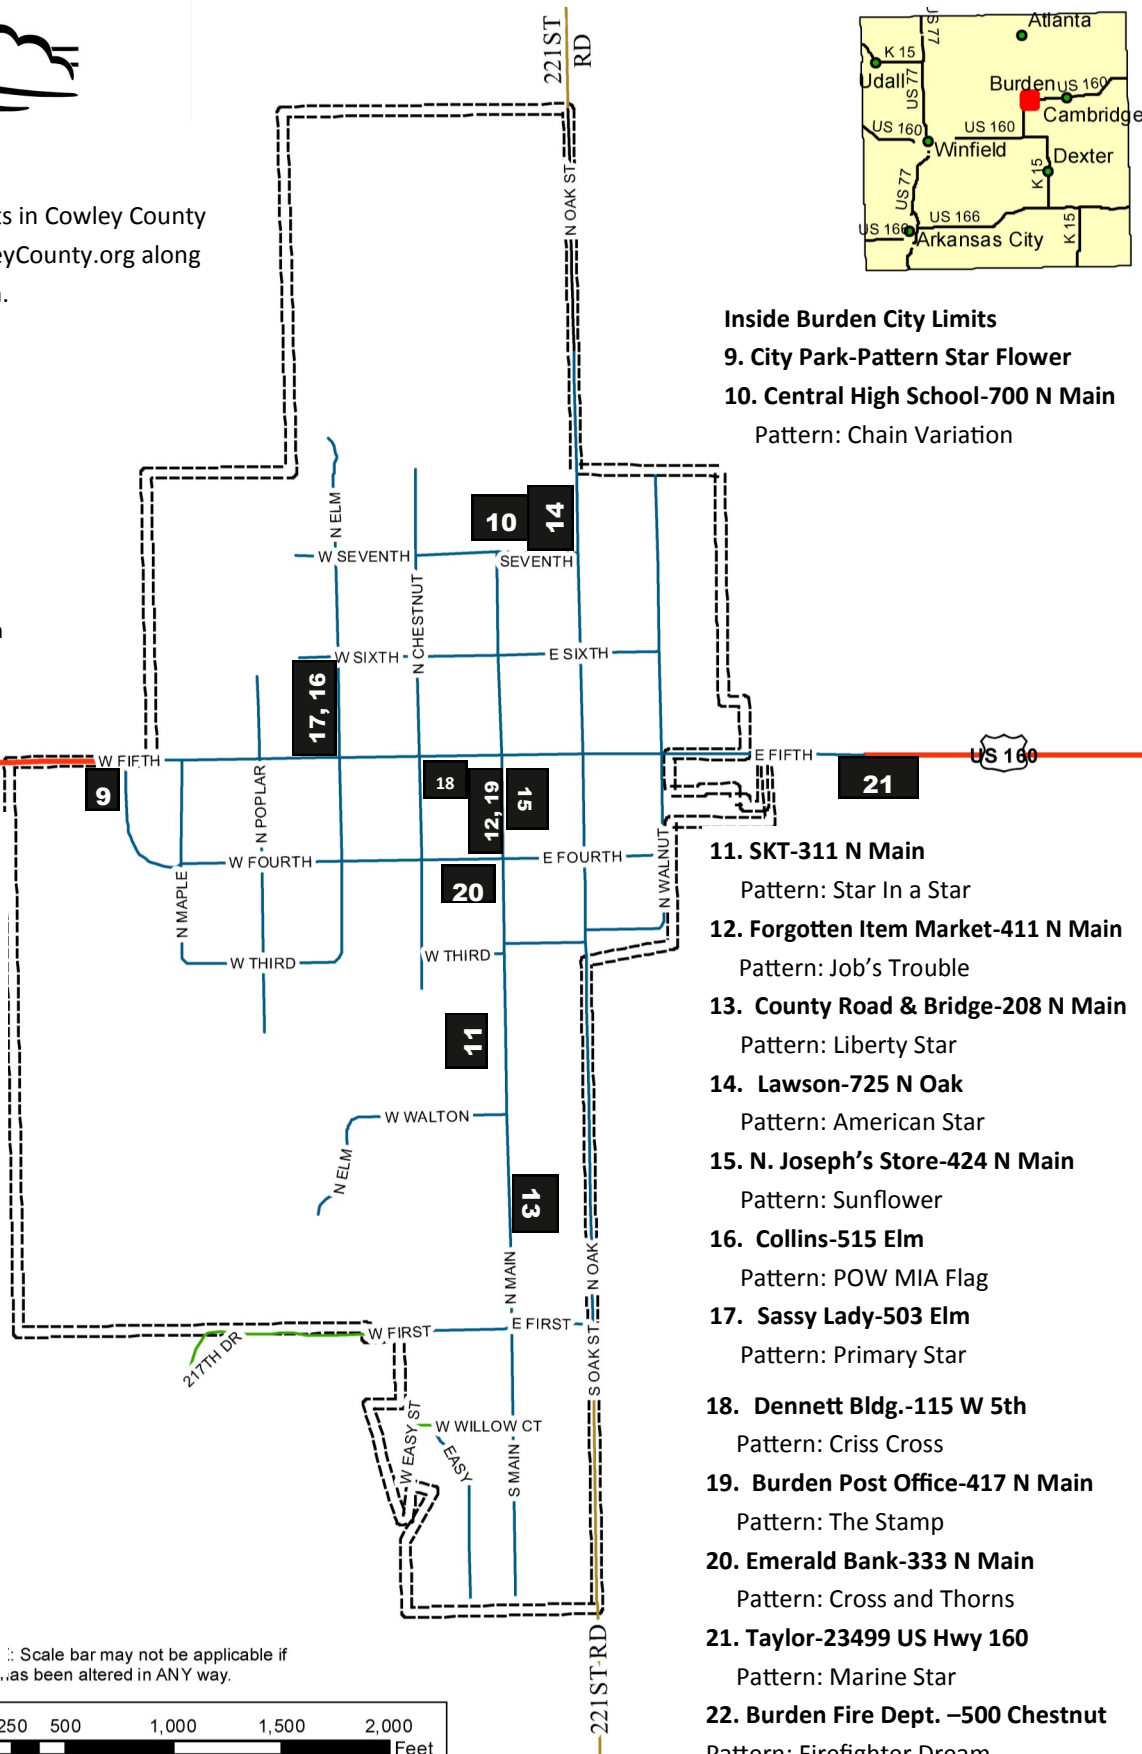 221ST
RD
US 77
Atlanta
K 15
Udall
US 77
Burden
US 160
Cambridge
US 160
US 160
Winfield
Dexter
K 15
US 77
US 166
US 166
Arkansas City
K 15
ts in Cowley County
eyCounty.org along
N OAK ST
Inside Burden City Limits
9. City Park-Pattern Star Flower
10. Central High School-700 N Main
Pattern: Chain Variation
N ELM
10
14
W SEVENTH
SEVENTH
N CHESTNUT
W SIXTH
E SIXTH
17, 16
W FIFTH
E FIFTH
US 160
9
18
12, 19
15
21
N POPLAR
W FOURTH
E FOURTH
N WALNUT
20
N MAPLE
W THIRD
W THIRD
11
W WALTON
N ELM
13
N MAIN
N OAK
W FIRST
E FIRST
217TH DR
S OAK ST
W EASY ST
W WILLOW CT
EASY
S MAIN
221ST RD
11. SKT-311 N Main
Pattern: Star In a Star
12. Forgotten Item Market-411 N Main
Pattern: Job's Trouble
13. County Road & Bridge-208 N Main
Pattern: Liberty Star
14. Lawson-725 N Oak
Pattern: American Star
15. N. Joseph's Store-424 N Main
Pattern: Sunflower
16. Collins-515 Elm
Pattern: POW MIA Flag
17. Sassy Lady-503 Elm
Pattern: Primary Star
18. Dennett Bldg.-115 W 5th
Pattern: Criss Cross
19. Burden Post Office-417 N Main
Pattern: The Stamp
20. Emerald Bank-333 N Main
Pattern: Cross and Thorns
21. Taylor-23499 US Hwy 160
Pattern: Marine Star
22. Burden Fire Dept. –500 Chestnut
Pattern: Firefighter Dream
: Scale bar may not be applicable if
as been altered in ANY way.
250 500 1,000 1,500 2,000
Feet